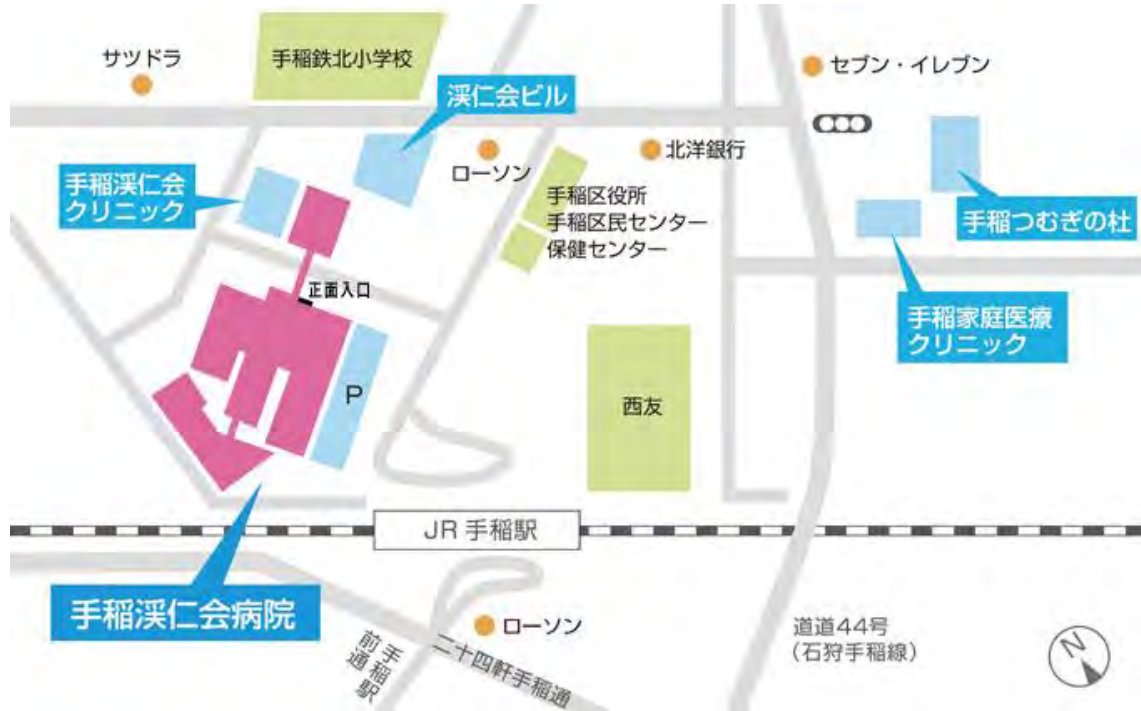 サツドラ
手稲鉄北小学校
セブン・イレブン
渓仁会ビル
北洋銀行
ローソン
手稲渓仁会
クリニック
手稲区役所
手稲区民センター
保健センター
手稲つむぎの杜
正面入口
手稲家庭医療
クリニック
P
西友
JR 手稲駅
手稲渓仁会病院
ローソン
手稲駅
前通
二十四軒手稲通
道道44号
(石狩手稲線)
N